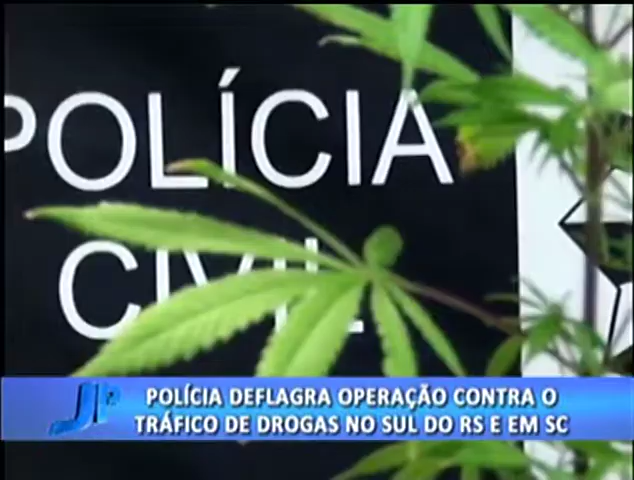 POLÍCIA
CIVIL
JP
POLÍCIA DEFLAGRA OPERAÇÃO CONTRA O
TRÁFICO DE DROGAS NO SUL DO RS E EM SC